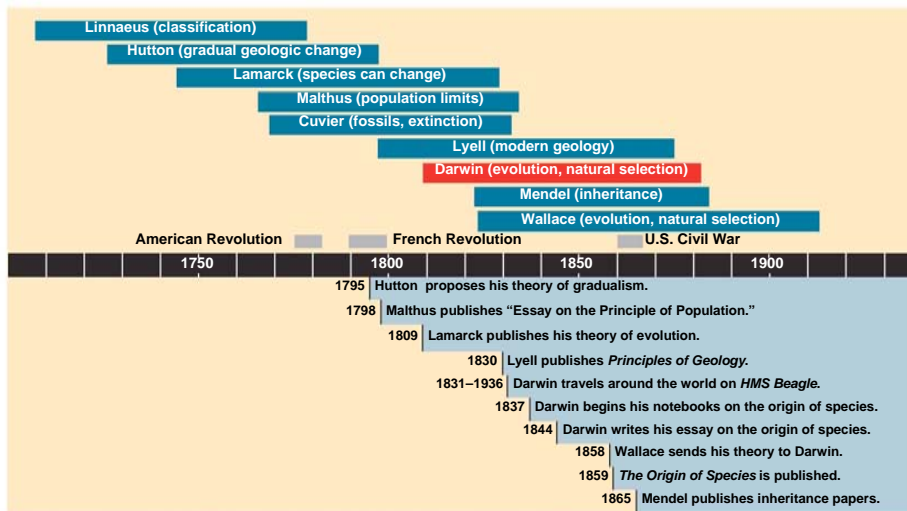 Linnaeus (classification)
Hutton (gradual geologic change)
Lamarck (species can change)
Malthus (population limits)
Cuvier (fossils, extinction)
Lyell (modern geology)
Darwin (evolution, natural selection)
Mendel (inheritance)
Wallace (evolution, natural selection)
American Revolution French Revolution U.S. Civil War
1750 1800 1850 1900
1795 Hutton proposes his theory of gradualism.
1798 Malthus publishes “Essay on the Principle of Population.”
1809 Lamarck publishes his theory of evolution.
1830 Lyell publishes Principles of Geology.
1831–1936 Darwin travels around the world on HMS Beagle.
1837 Darwin begins his notebooks on the origin of species.
1844 Darwin writes his essay on the origin of species.
1858 Wallace sends his theory to Darwin.
1859 The Origin of Species is published.
1865 Mendel publishes inheritance papers.